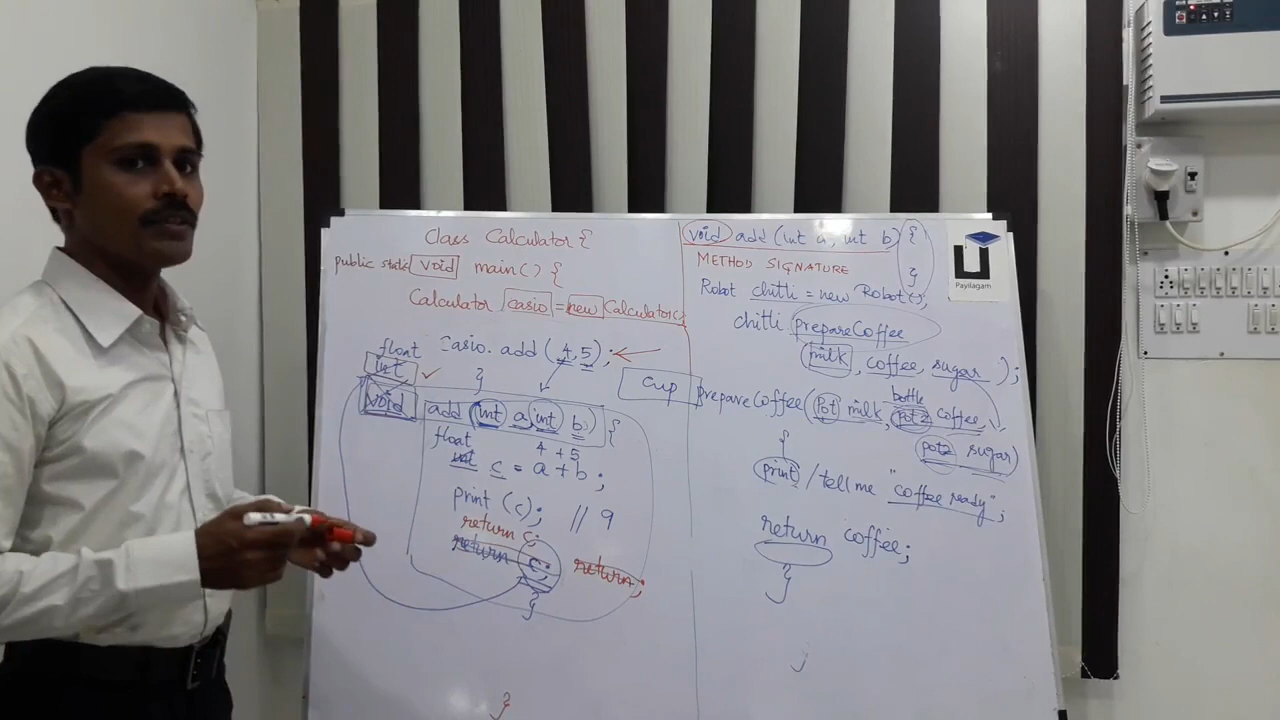 Class Calculator {
public static void main() {
Calculator casio = new Calculator();
Casio. add (4,5);
}
float
int
void add (int a, int b) {
4 + 5
float
int c = a + b ;
print (c); // 9
return c;
return c; return;
}
}
void add (int a, int b) {
}
METHOD SIGNATURE
Robot chitti = new Robot();
chitti prepareCoffee
(milk, coffee, sugar );
bottle
Cup prepareCoffee (Pot milk, Pot2 coffee,
pot2 sugar)
{
print / tell me "coffee ready";
return coffee;
}
Payilagam